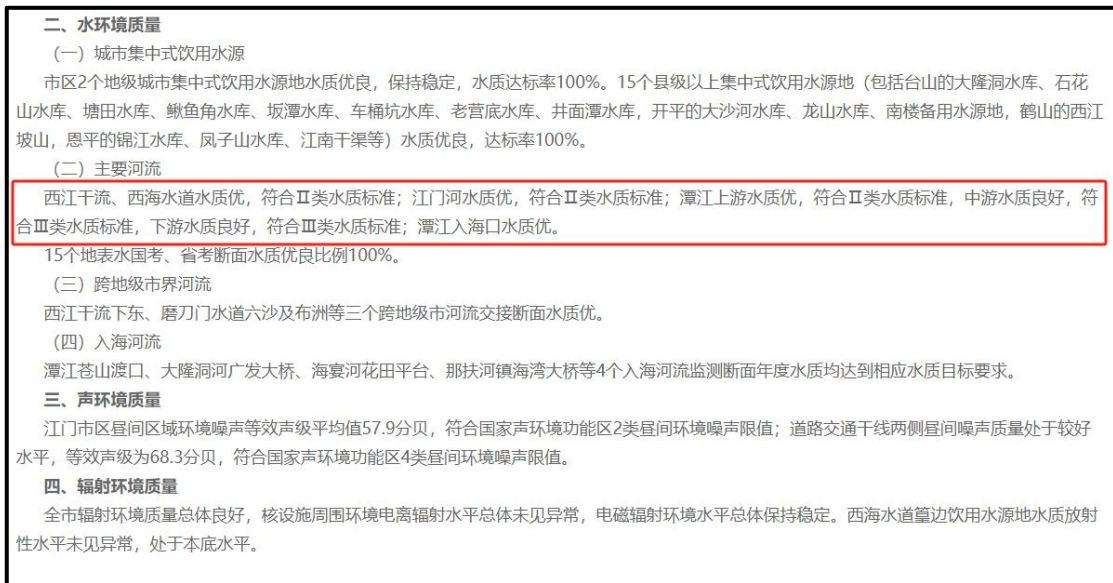 二、水环境质量
（一）城市集中式饮用水源
市区2个地级城市集中式饮用水源地水质优良，保持稳定，水质达标率100%。15个县级以上集中式饮用水源地（包括台山的大隆洞水库、石花
山水库、塘田水库、鳅鱼角水库、坂潭水库、车桶坑水库、老营底水库、井面潭水库，开平的大沙河水库、龙山水库、南楼备用水源地，鹤山的西江
坡山，恩平的锦江水库、凤子山水库、江南干渠等）水质优良，达标率100%。
（二）主要河流
西江干流、西海水道水质优，符合Ⅱ类水质标准；江门河水质优，符合Ⅱ类水质标准；潭江上游水质优，符合Ⅱ类水质标准，中游水质良好，符
合Ⅲ类水质标准，下游水质良好，符合Ⅲ类水质标准；潭江入海口水质优。
15个地表水国考、省考断面水质优良比例100%。
（三）跨地级市界河流
西江干流下东、磨刀门水道六沙及布洲等三个跨地级市河流交接断面水质优。
（四）入海河流
潭江苍山渡口、大隆洞河广发大桥、海宴河花田平台、那扶河镇海湾大桥等4个入海河流监测断面年度水质均达到相应水质目标要求。
三、声环境质量
江门市区昼间区域环境噪声等效声级平均值57.9分贝，符合国家声环境功能区2类昼间环境噪声限值；道路交通干线两侧昼间噪声质量处于较好
水平，等效声级为68.3分贝，符合国家声环境功能区4类昼间环境噪声限值。
四、辐射环境质量
全市辐射环境质量总体良好，核设施周围环境电离辐射水平总体未见异常，电磁辐射环境水平总体保持稳定。西海水道篁边饮用水源地水质放射
性水平未见异常，处于本底水平。